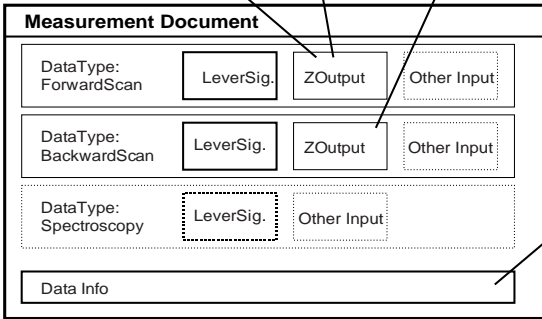 Measurement Document
DataType:
ForwardScan
LeverSig.
ZOutput
Other Input
DataType:
BackwardScan
LeverSig.
ZOutput
Other Input
DataType:
Spectroscopy
LeverSig.
Other Input
Data Info